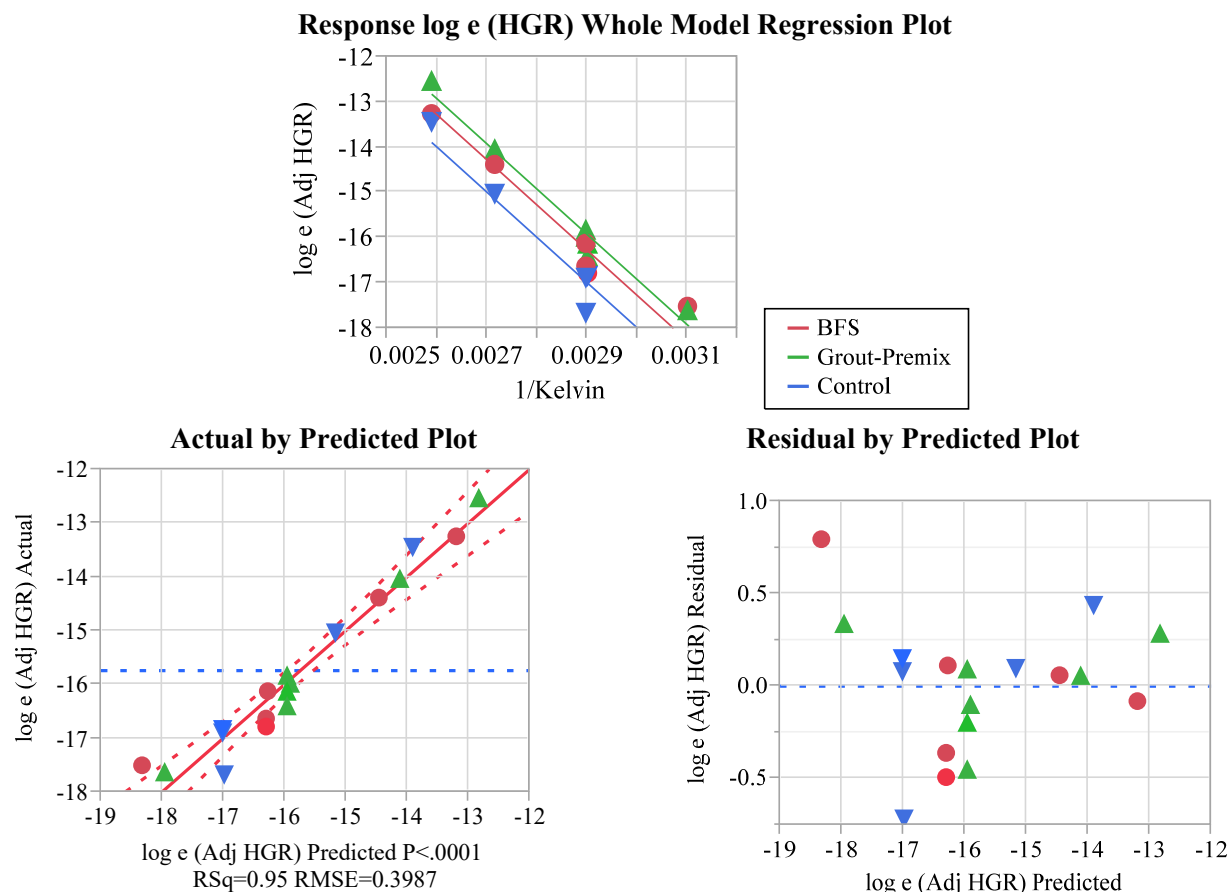 Response log e (HGR) Whole Model Regression Plot
log e (Adj HGR)
-12
-13
-14
-15
-16
-17
-18
0.0025 0.0027 0.0029 0.0031
1/Kelvin
BFS
Grout-Premix
Control
Actual by Predicted Plot
log e (Adj HGR) Actual
-12
-13
-14
-15
-16
-17
-18
-19 -18 -17 -16 -15 -14 -13 -12
log e (Adj HGR) Predicted P<.0001
RSq=0.95 RMSE=0.3987
Residual by Predicted Plot
log e (Adj HGR) Residual
1.0
0.5
0.0
-0.5
-19 -18 -17 -16 -15 -14 -13 -12
log e (Adj HGR) Predicted